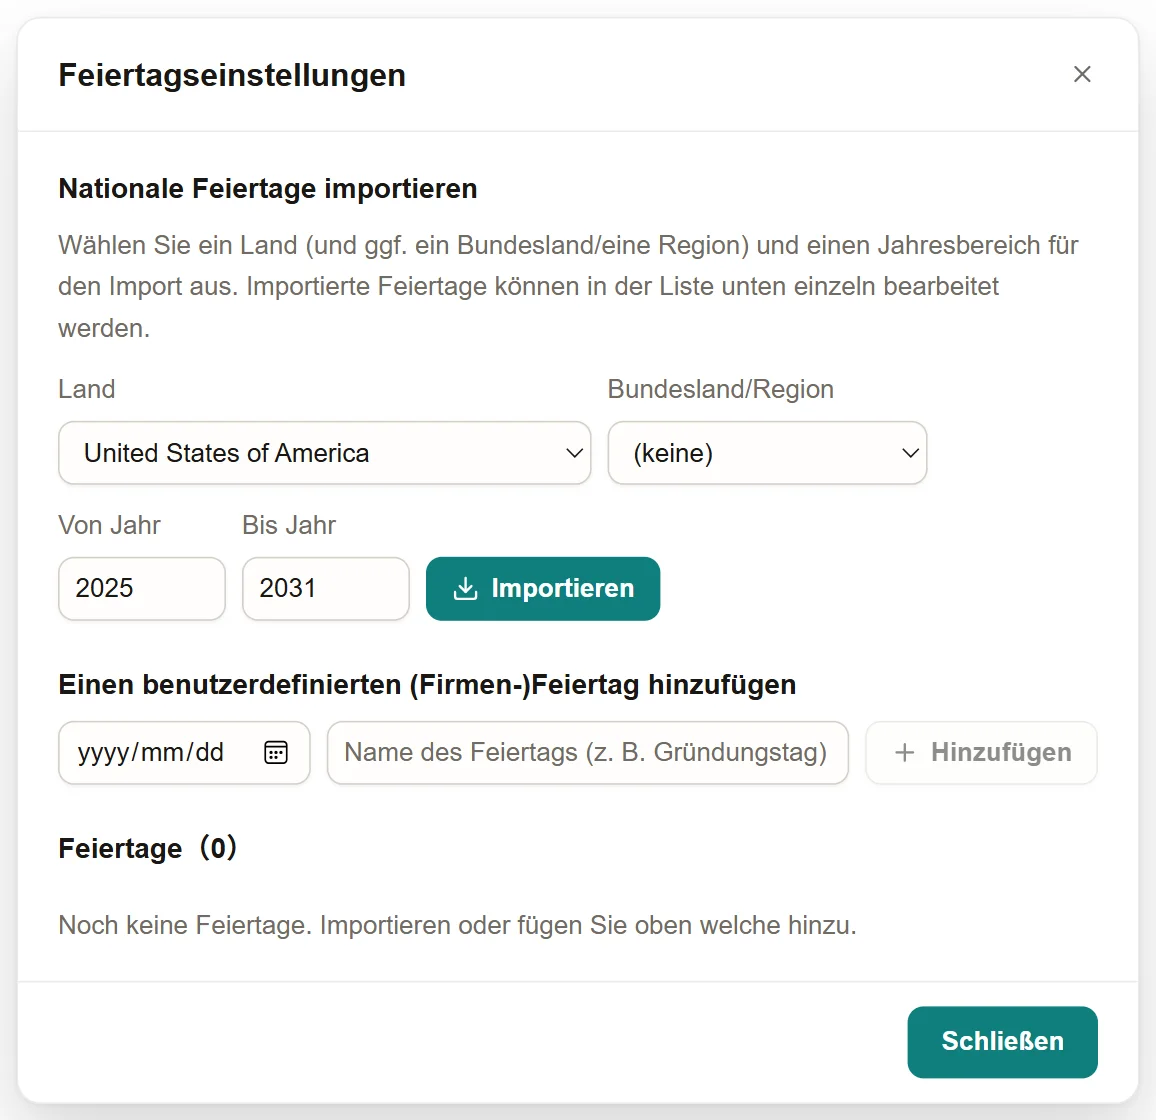 Feiertagseinstellungen
Nationale Feiertage importieren
Wählen Sie ein Land (und ggf. ein Bundesland/eine Region) und einen Jahresbereich für
den Import aus. Importierte Feiertage können in der Liste unten einzeln bearbeitet
werden.
Land
Bundesland/Region
United States of America
(keine)
Von Jahr
Bis Jahr
2025
2031
Importieren
Einen benutzerdefinierten (Firmen-)Feiertag hinzufügen
yyyy/mm/dd
Name des Feiertags (z. B. Gründungstag)
Hinzufügen
Feiertage（0）
Noch keine Feiertage. Importieren oder fügen Sie oben welche hinzu.
Schließen